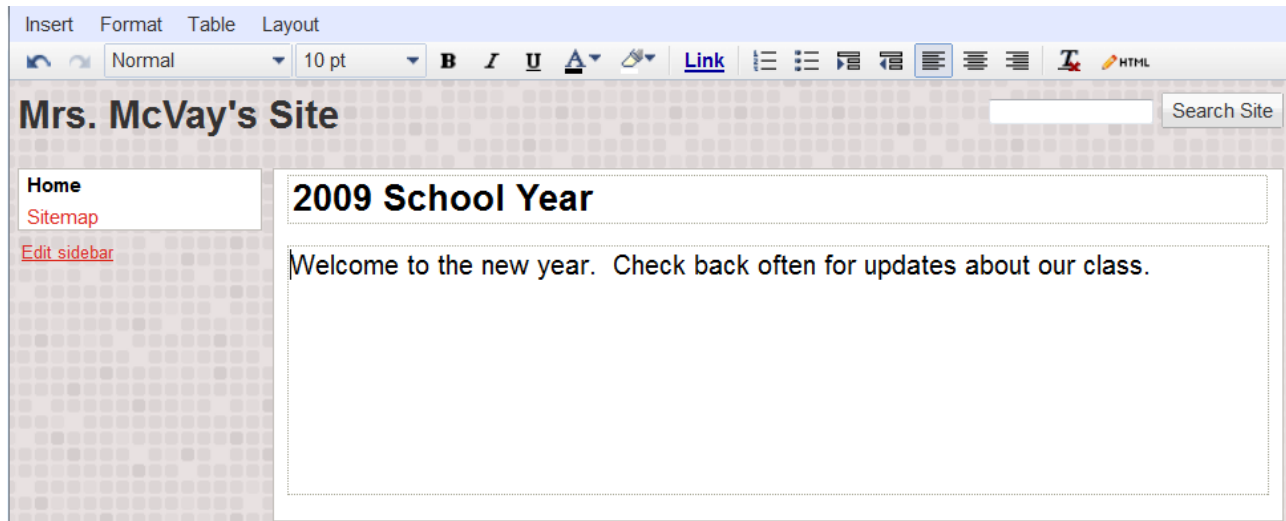 Insert Format Table Layout
Normal 10 pt B I U A Link T HTML
Mrs. McVay's Site
Search Site
Home
Sitemap
Edit sidebar
2009 School Year
Welcome to the new year.  Check back often for updates about our class.